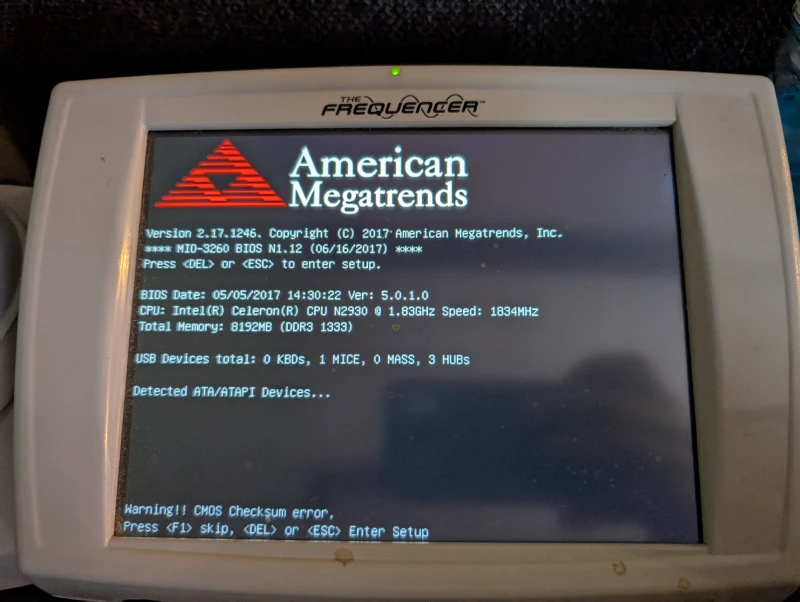 THE
FREQUENCER™
American
Megatrends
Version 2.17.1246. Copyright (C) 2017 American Megatrends, Inc.
**** MIO-3260 BIOS N1.12 (06/16/2017) ****
Press <DEL> or <ESC> to enter setup.
BIOS Date: 05/05/2017 14:30:22 Ver: 5.0.1.0
CPU: Intel(R) Celeron(R) CPU N2930 @ 1.83GHz Speed: 1834MHz
Total Memory: 8192MB (DDR3 1333)
USB Devices total: 0 KBDs, 1 MICE, 0 MASS, 3 HUBs
Detected ATA/ATAPI Devices...
Warning!! CMOS Checksum error,
Press <F1> skip, <DEL> or <ESC> Enter Setup